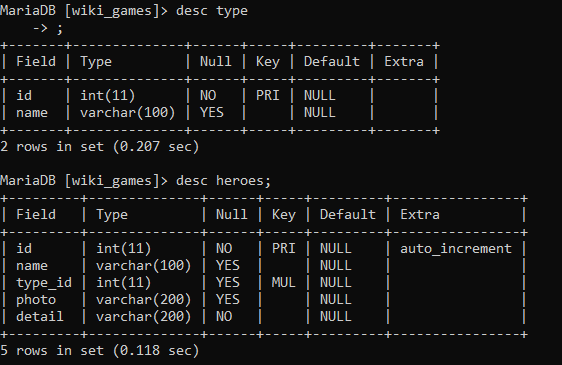 MariaDB [wiki_games]> desc type
    -> ;
+-------+--------------+------+-----+---------+-------+
| Field | Type         | Null | Key | Default | Extra |
+-------+--------------+------+-----+---------+-------+
| id    | int(11)      | NO   | PRI | NULL    |       |
| name  | varchar(100) | YES  |     | NULL    |       |
+-------+--------------+------+-----+---------+-------+
2 rows in set (0.207 sec)

MariaDB [wiki_games]> desc heroes;
+---------+--------------+------+-----+---------+----------------+
| Field   | Type         | Null | Key | Default | Extra          |
+---------+--------------+------+-----+---------+----------------+
| id      | int(11)      | NO   | PRI | NULL    | auto_increment |
| name    | varchar(100) | YES  |     | NULL    |                |
| type_id | int(11)      | YES  | MUL | NULL    |                |
| photo   | varchar(200) | YES  |     | NULL    |                |
| detail  | varchar(200) | NO   |     | NULL    |                |
+---------+--------------+------+-----+---------+----------------+
5 rows in set (0.118 sec)